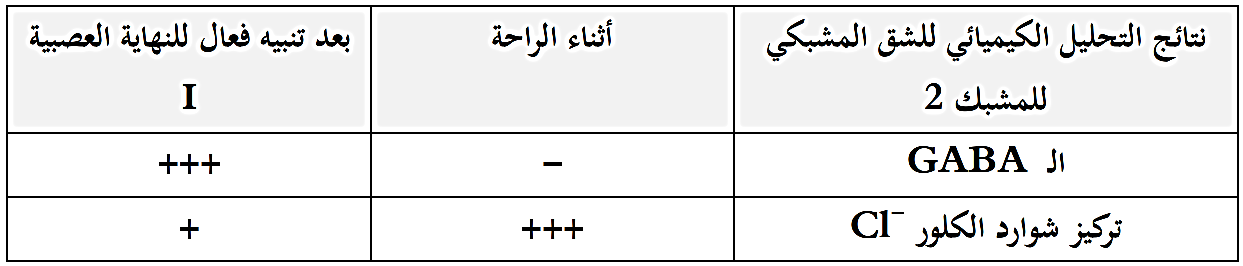 نتائج التحليل الكيميائي للشق المشبكي أثناء الراحة بعد تنبيه فعال للنهاية العصبية
للمشبك 2 I
الـ GABA – +++
تركيز شوارد الكلور Cl⁻ +++ +